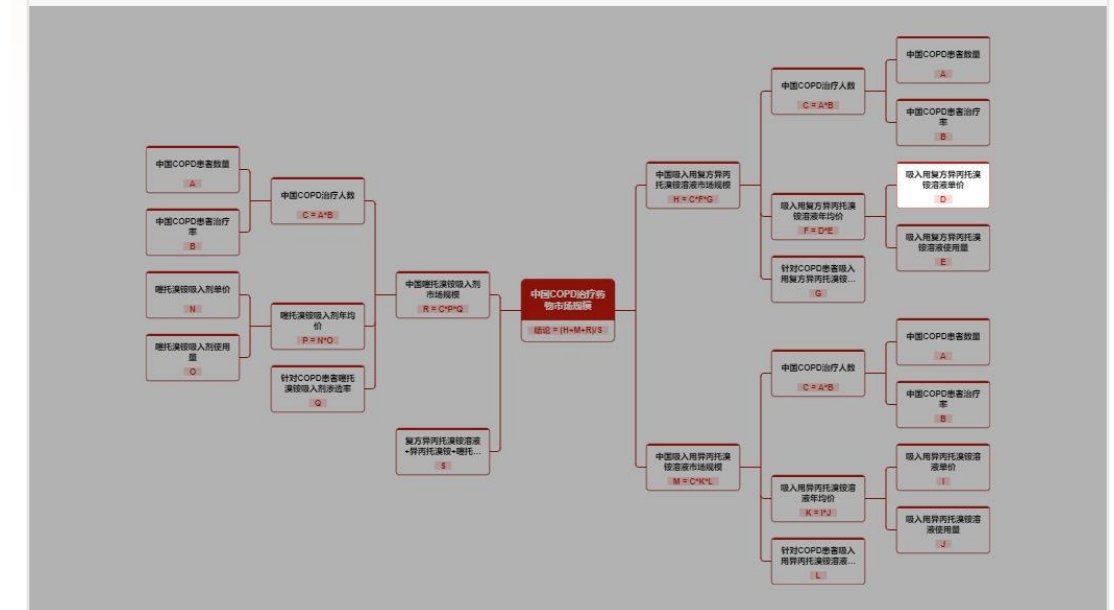 中国COPD患者数量
A
中国COPD患者治疗
率
B
中国COPD治疗人数
C = A*B
噻托溴铵吸入剂单价
N
噻托溴铵吸入剂使用
量
O
噻托溴铵吸入剂年均
价
P = N*O
针对COPD患者噻托
溴铵吸入剂渗透率
Q
中国噻托溴铵吸入剂
市场规模
R = C*P*Q
复方异丙托溴铵溶液
+异丙托溴铵+噻托...
S
中国COPD治疗药
物市场规模
结论 = (H+M+R)/S
中国吸入用复方异丙
托溴铵溶液市场规模
H = C*F*G
中国COPD治疗人数
C = A*B
中国COPD患者数量
A
中国COPD患者治疗
率
B
吸入用复方异丙托溴
铵溶液年均价
F = D*E
吸入用复方异丙托溴
铵溶液单价
D
吸入用复方异丙托溴
铵溶液使用量
E
针对COPD患者吸入
用复方异丙托溴铵...
G
中国吸入用异丙托溴
铵溶液市场规模
M = C*K*L
中国COPD治疗人数
C = A*B
中国COPD患者数量
A
中国COPD患者治疗
率
B
吸入用异丙托溴铵溶
液年均价
K = I*J
吸入用异丙托溴铵溶
液单价
I
吸入用异丙托溴铵溶
液使用量
J
针对COPD患者吸入
用异丙托溴铵溶液...
L